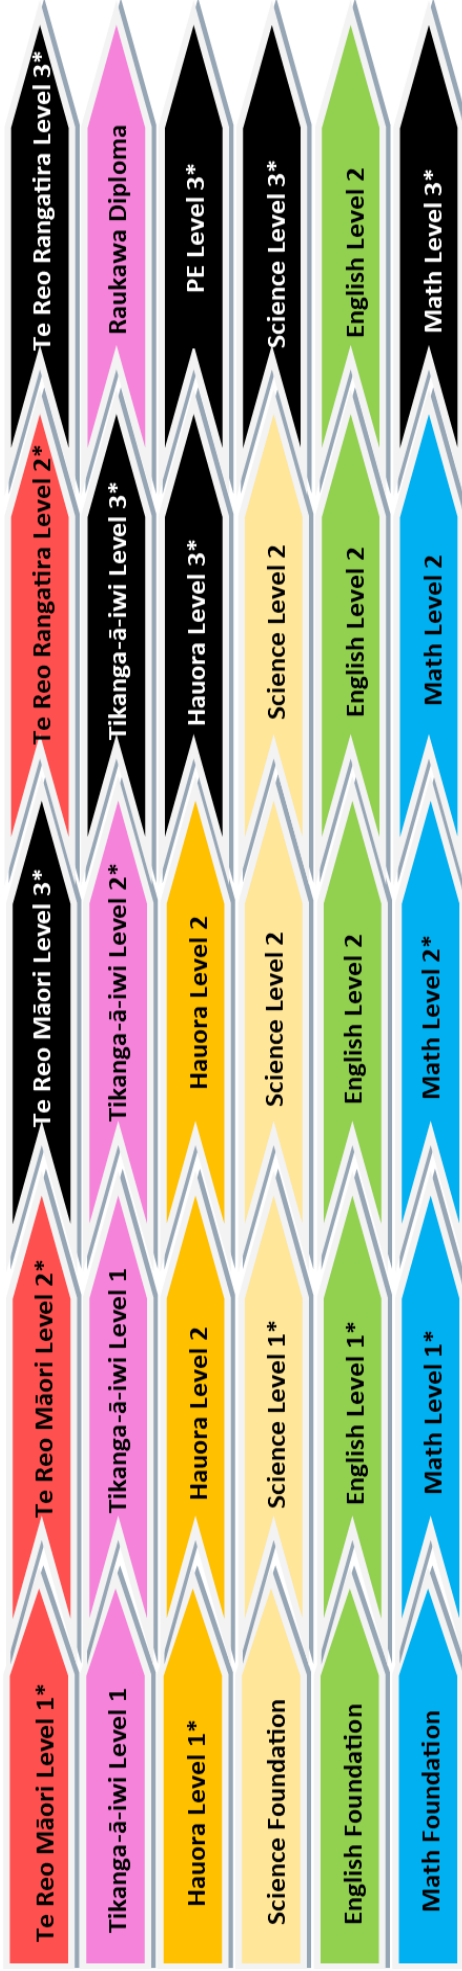 Te Reo Māori Level 1*
Te Reo Māori Level 2*
Te Reo Māori Level 3*
Te Reo Rangatira Level 2*
Te Reo Rangatira Level 3*
Tikanga-ā-iwi Level 1
Tikanga-ā-iwi Level 1
Tikanga-ā-iwi Level 2*
Tikanga-ā-iwi Level 3*
Raukawa Diploma
Hauora Level 1*
Hauora Level 2
Hauora Level 2
Hauora Level 3*
PE Level 3*
Science Foundation
Science Level 1*
Science Level 2
Science Level 2
Science Level 3*
English Foundation
English Level 1*
English Level 2
English Level 2
English Level 2
Math Foundation
Math Level 1*
Math Level 2*
Math Level 2
Math Level 3*